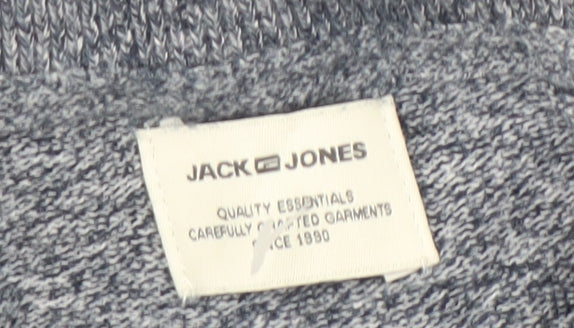 JACK JONES
QUALITY ESSENTIALS
CAREFULLY CRAFTED GARMENTS
SINCE 1990